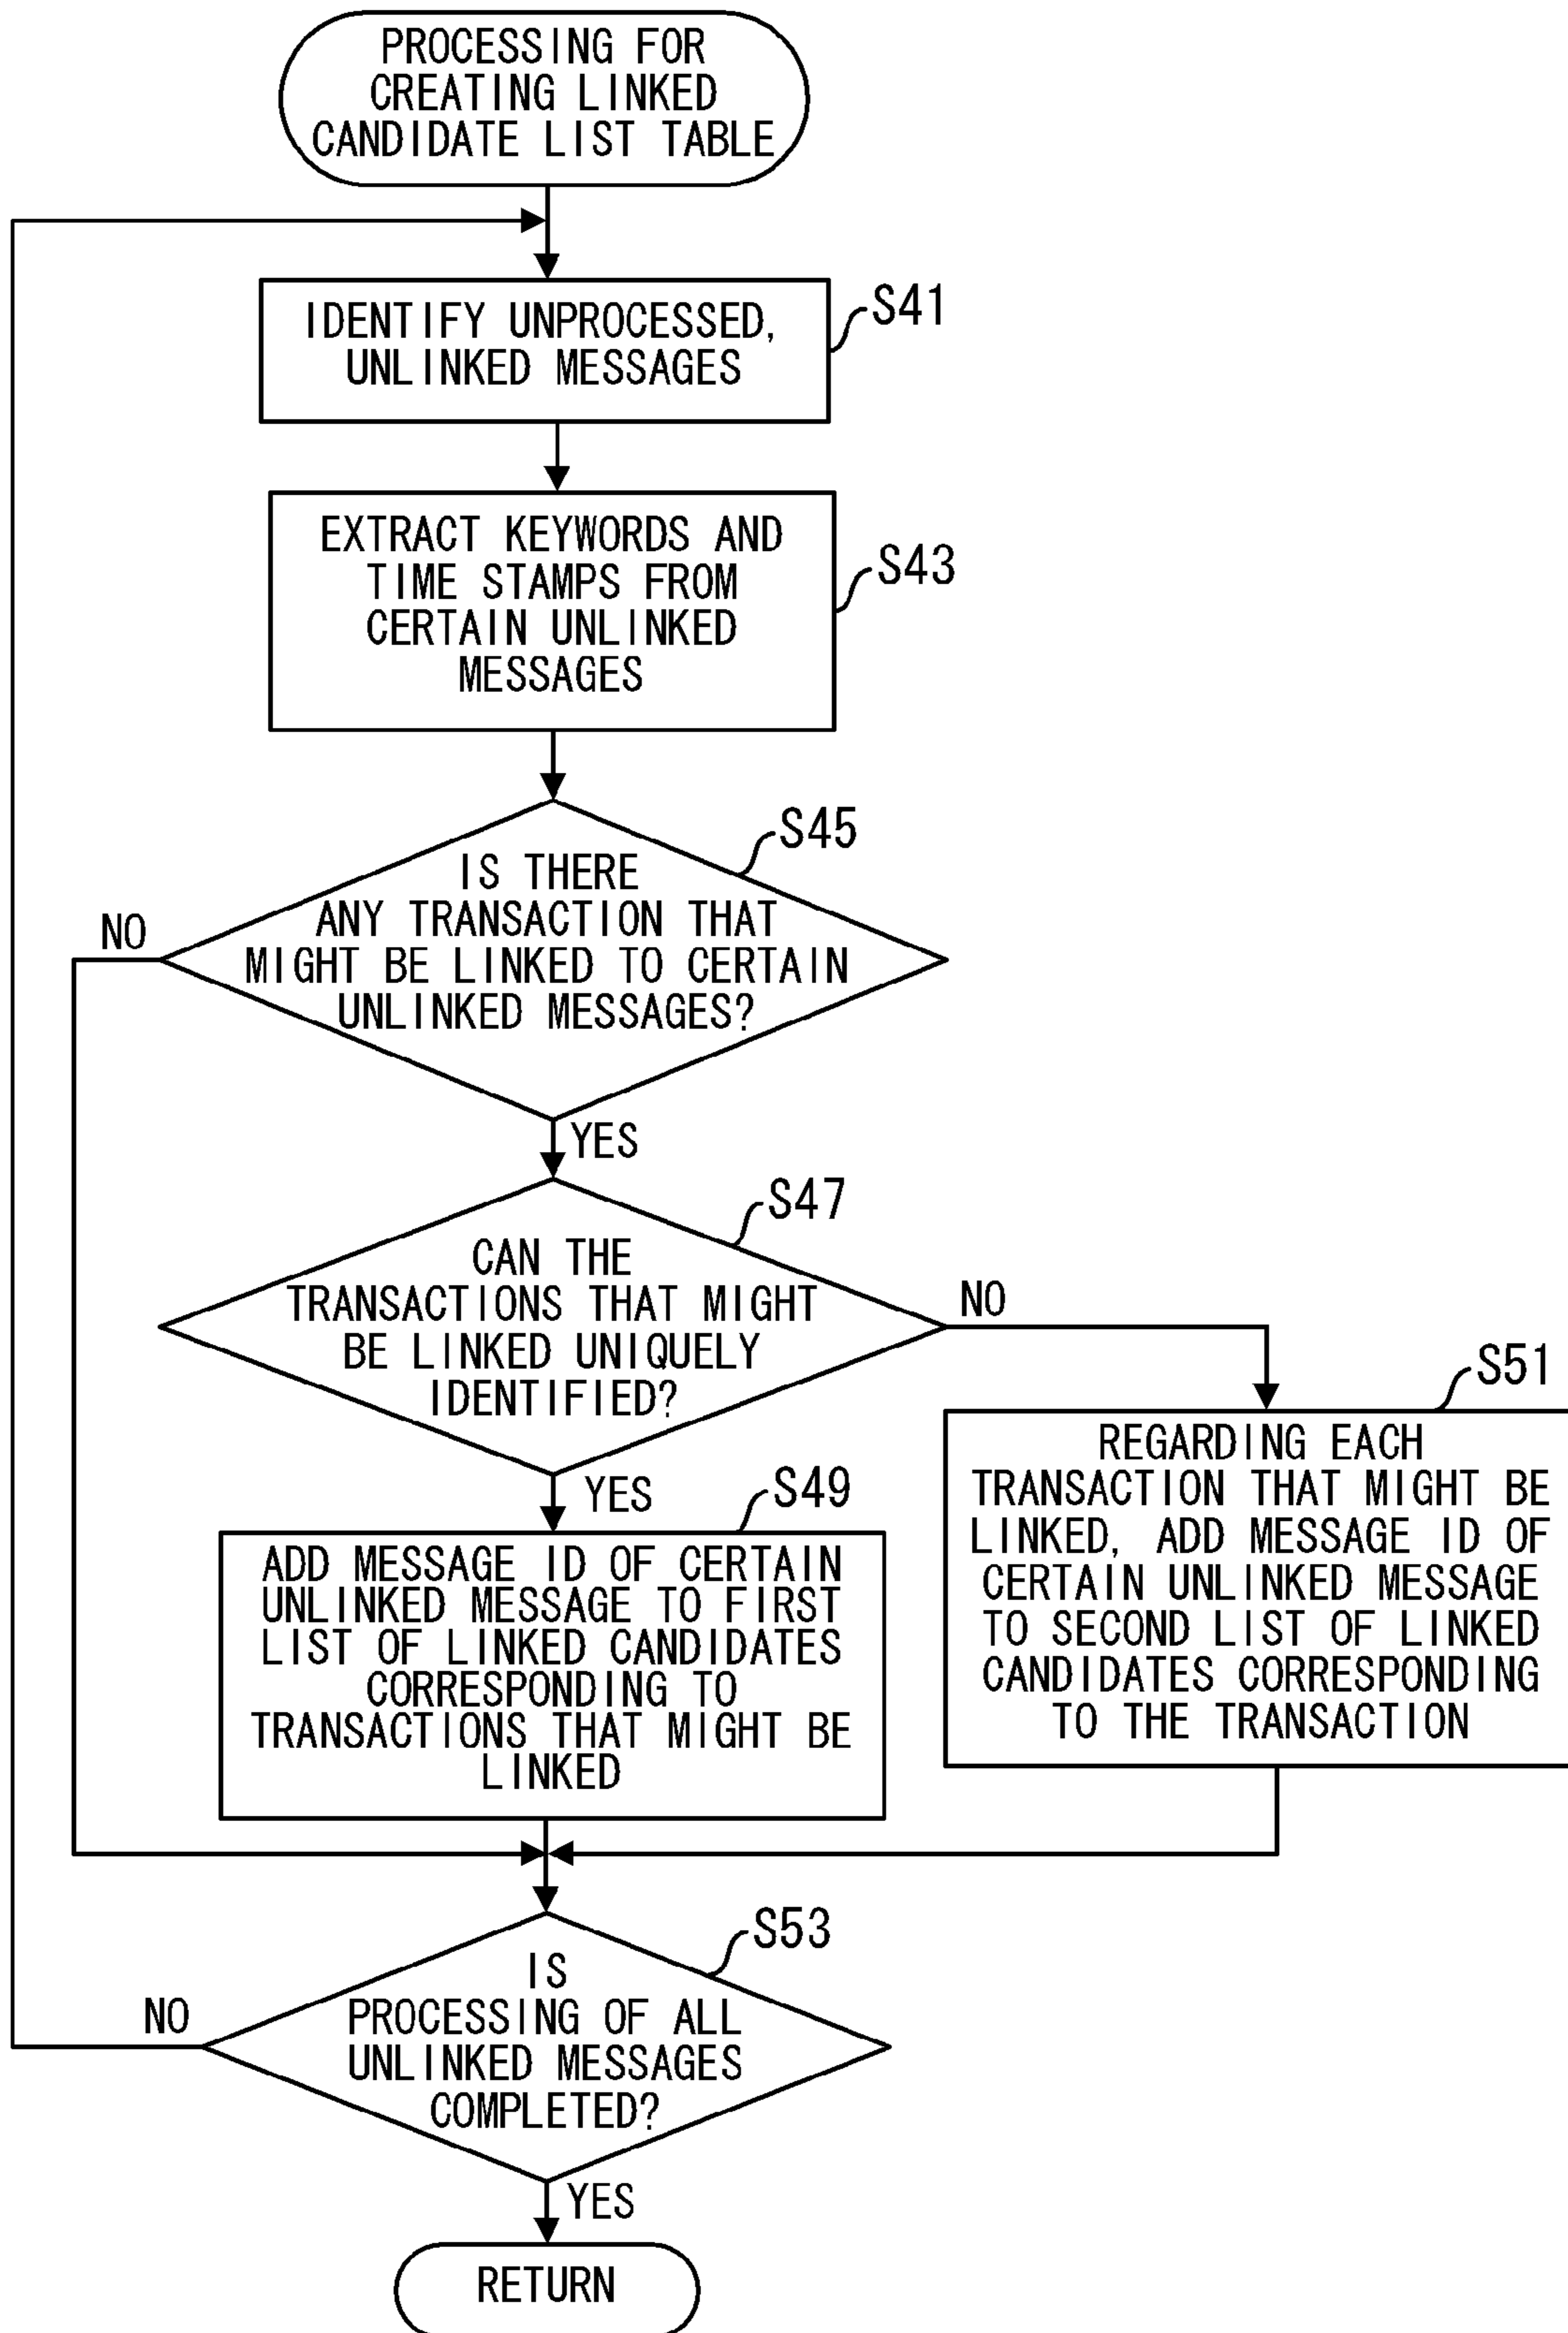 PROCESSING FOR
CREATING LINKED
CANDIDATE LIST TABLE
IDENTIFY UNPROCESSED,
UNLINKED MESSAGES
S41
EXTRACT KEYWORDS AND
TIME STAMPS FROM
CERTAIN UNLINKED
MESSAGES
S43
S45
IS THERE
ANY TRANSACTION THAT
MIGHT BE LINKED TO CERTAIN
UNLINKED MESSAGES?
NO
YES
S47
CAN THE
TRANSACTIONS THAT MIGHT
BE LINKED UNIQUELY
IDENTIFIED?
NO
YES
S49
ADD MESSAGE ID OF CERTAIN
UNLINKED MESSAGE TO FIRST
LIST OF LINKED CANDIDATES
CORRESPONDING TO
TRANSACTIONS THAT MIGHT BE
LINKED
S51
REGARDING EACH
TRANSACTION THAT MIGHT BE
LINKED, ADD MESSAGE ID OF
CERTAIN UNLINKED MESSAGE
TO SECOND LIST OF LINKED
CANDIDATES CORRESPONDING
TO THE TRANSACTION
S53
IS
PROCESSING OF ALL
UNLINKED MESSAGES
COMPLETED?
NO
YES
RETURN